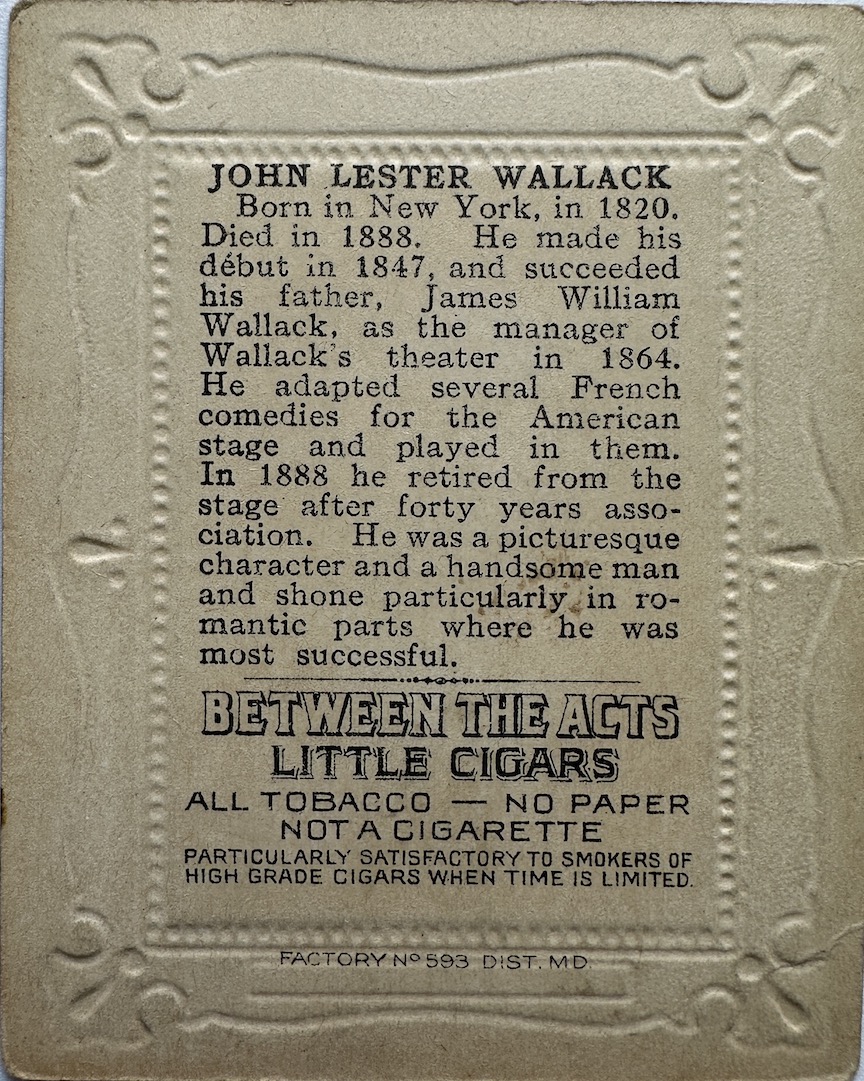 JOHN LESTER WALLACK
Born in New York, in 1820.
Died in 1888. He made his
début in 1847, and succeeded
his father, James William
Wallack, as the manager of
Wallack's theater in 1864.
He adapted several French
comedies for the American
stage and played in them.
In 1888 he retired from the
stage after forty years asso-
ciation. He was a picturesque
character and a handsome man
and shone particularly in ro-
mantic parts where he was
most successful.
BETWEEN THE ACTS
LITTLE CIGARS
ALL TOBACCO — NO PAPER
NOT A CIGARETTE
PARTICULARLY SATISFACTORY TO SMOKERS OF
HIGH GRADE CIGARS WHEN TIME IS LIMITED.
FACTORY Nº 593 DIST. MD.